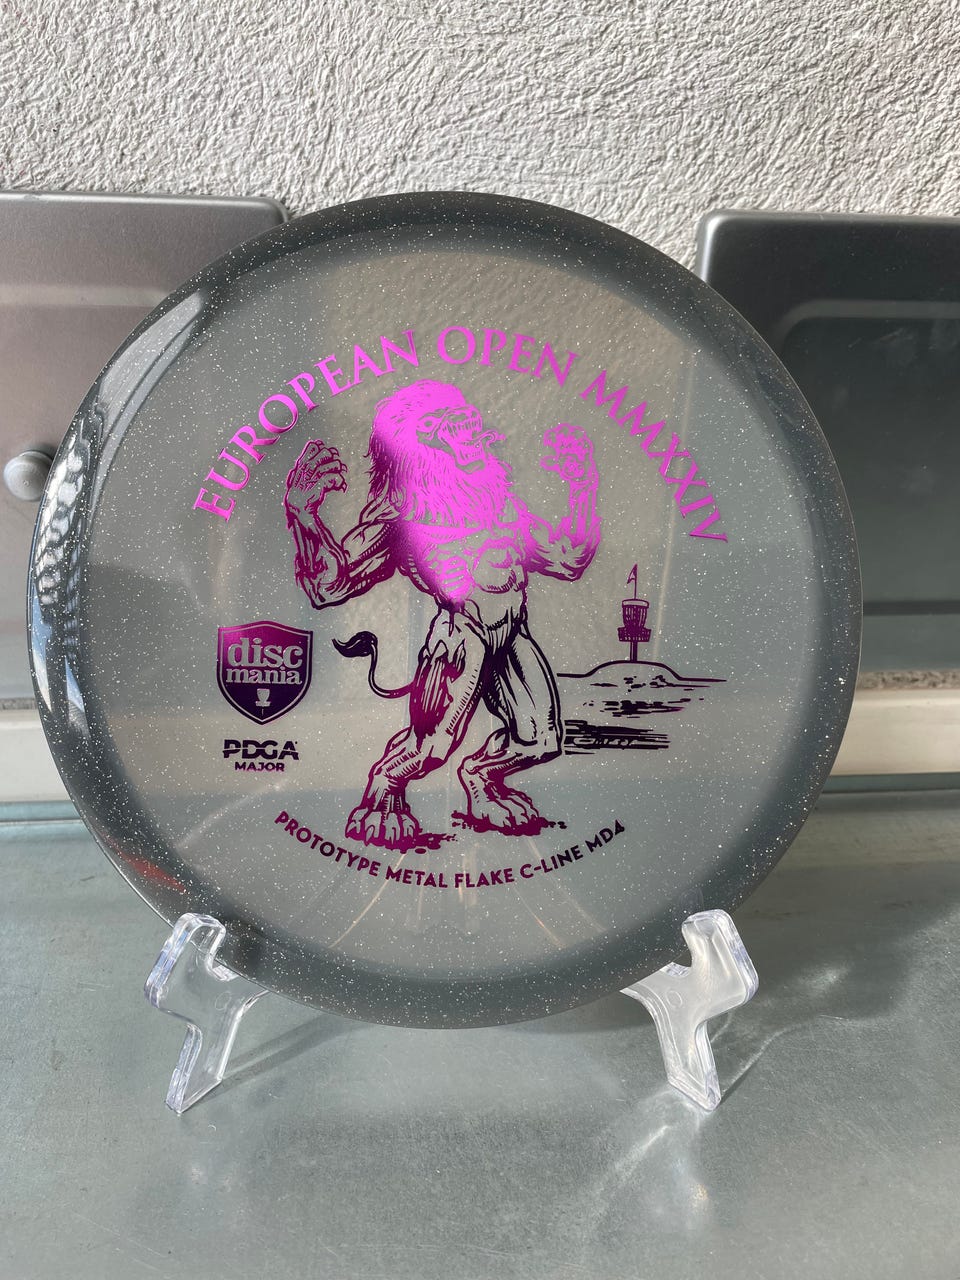 EUROPEAN OPEN MMXXIV
disc
mania
PDGA
MAJOR
PROTOTYPE METAL FLAKE C-LINE MD4